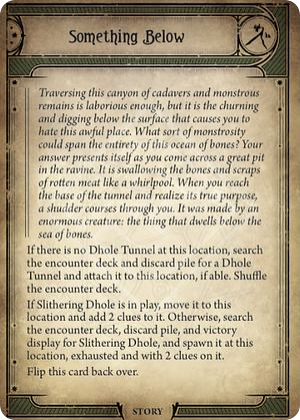 Something Below
Traversing this canyon of cadavers and monstrous
remains is laborious enough, but it is the churning
and digging below the surface that causes you to
hate this awful place. What sort of monstrosity
could span the entirety of this ocean of bones? Your
answer presents itself as you come across a great pit
in the ravine. It is swallowing the bones and scraps
of rotten meat like a whirlpool. When you reach
the base of the tunnel and realize its true purpose,
a shudder courses through you. It was made by an
enormous creature: the thing that dwells below the
sea of bones.
If there is no Dhole Tunnel at this location, search
the encounter deck and discard pile for a Dhole
Tunnel and attach it to this location, if able. Shuffle
the encounter deck.
If Slithering Dhole is in play, move it to this
location and add 2 clues to it. Otherwise, search
the encounter deck, discard pile, and victory
display for Slithering Dhole, and spawn it at this
location, exhausted and with 2 clues on it.
Flip this card back over.
STORY